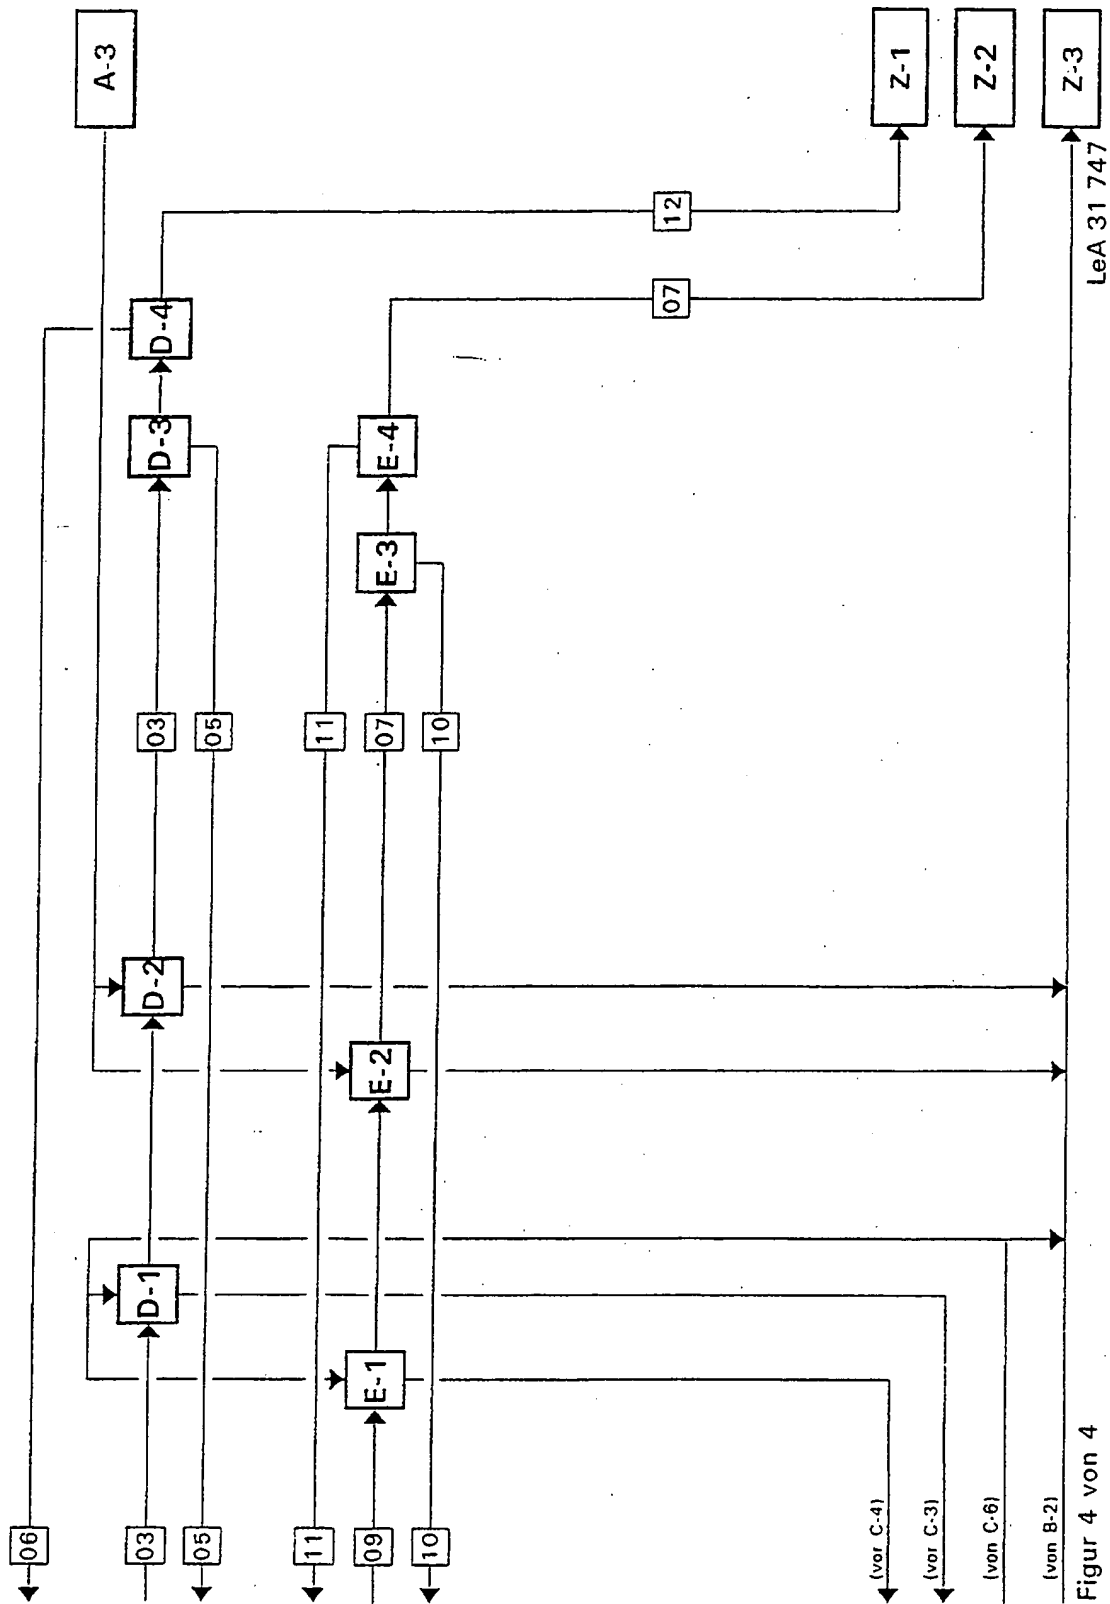 06
03
05
11
09
10
(vor C-4)
(vor C-3)
(von C-6)
(von B-2)
D-1
E-1
D-2
E-2
03
05
11
07
10
D-3
D-4
E-3
E-4
12
07
A-3
Z-1
Z-2
Z-3
Figur 4 von 4
LeA 31 747